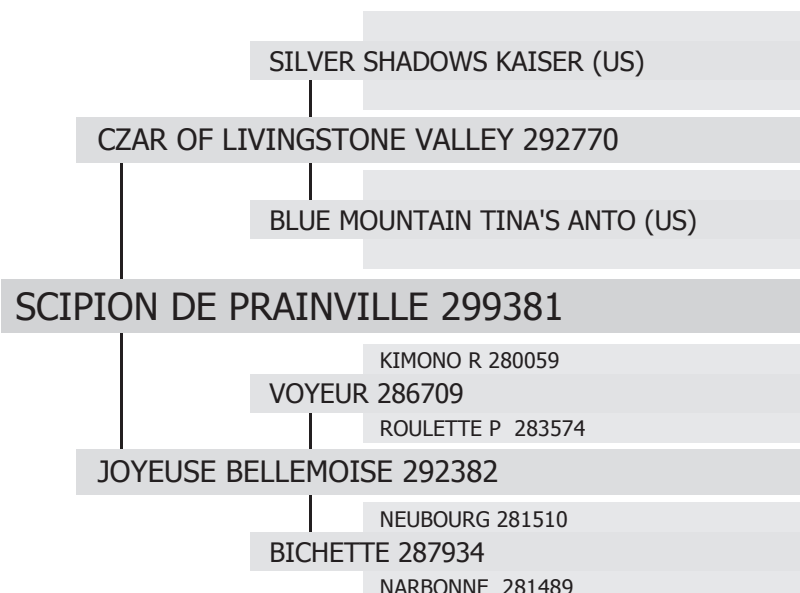 SILVER SHADOWS KAISER (US)
CZAR OF LIVINGSTONE VALLEY 292770
BLUE MOUNTAIN TINA'S ANTO (US)
SCIPION DE PRAINVILLE 299381
KIMONO R 280059
VOYEUR 286709
ROULETTE P  283574
JOYEUSE BELLEMOISE 292382
NEUBOURG 281510
BICHETTE 287934
NARBONNE  281489